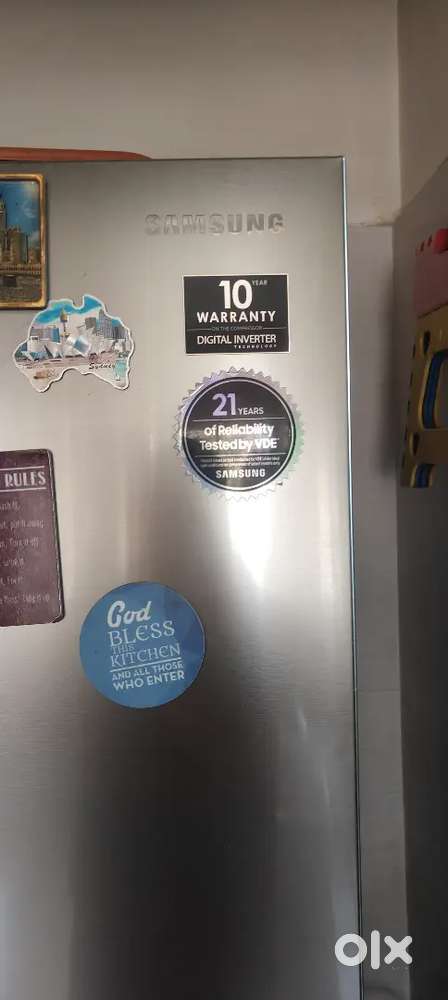 SAMSUNG
10 YEAR
WARRANTY
ON THE COMPRESSOR
DIGITAL INVERTER
TECHNOLOGY
Sydney
21 YEARS
of Reliability
Tested by VDE
SAMSUNG
RULES
God
BLESS
THIS
KITCHEN
AND ALL THOSE
WHO ENTER
olx